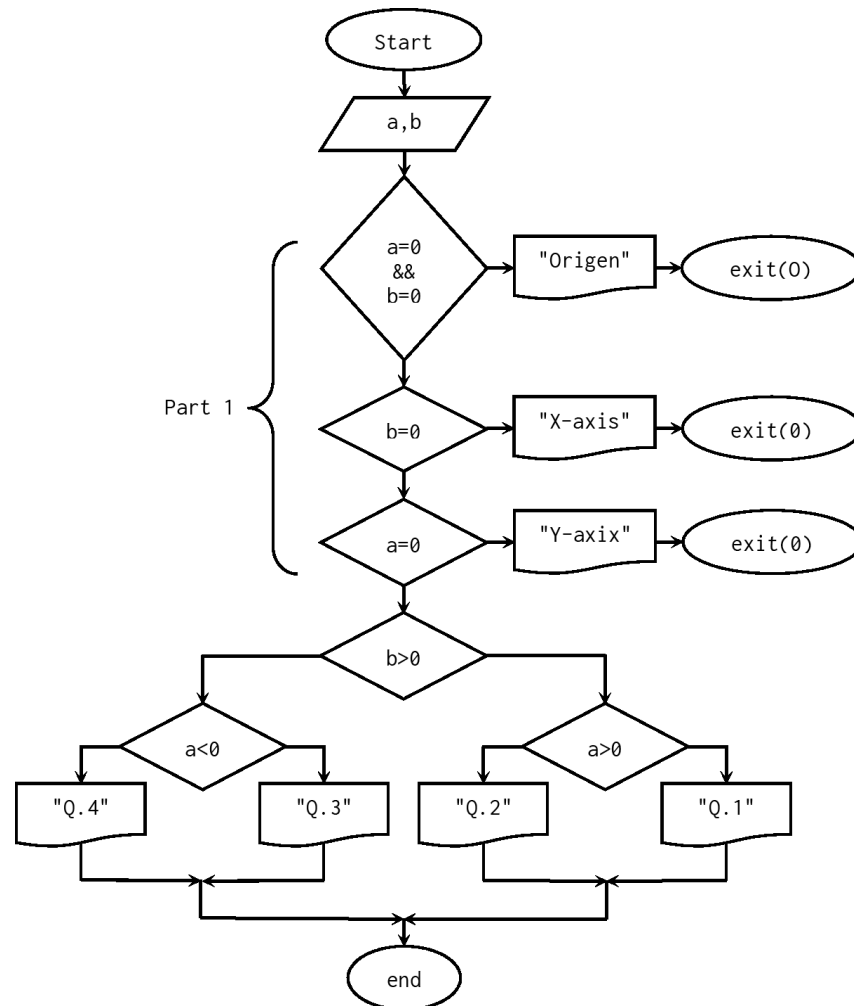 Start
a,b
a=0
&&
b=0
"Origen"
exit(O)
Part 1
b=0
"X-axis"
exit(0)
a=0
"Y-axix"
exit(0)
b>0
a<0
a>0
"Q.4"
"Q.3"
"Q.2"
"Q.1"
end